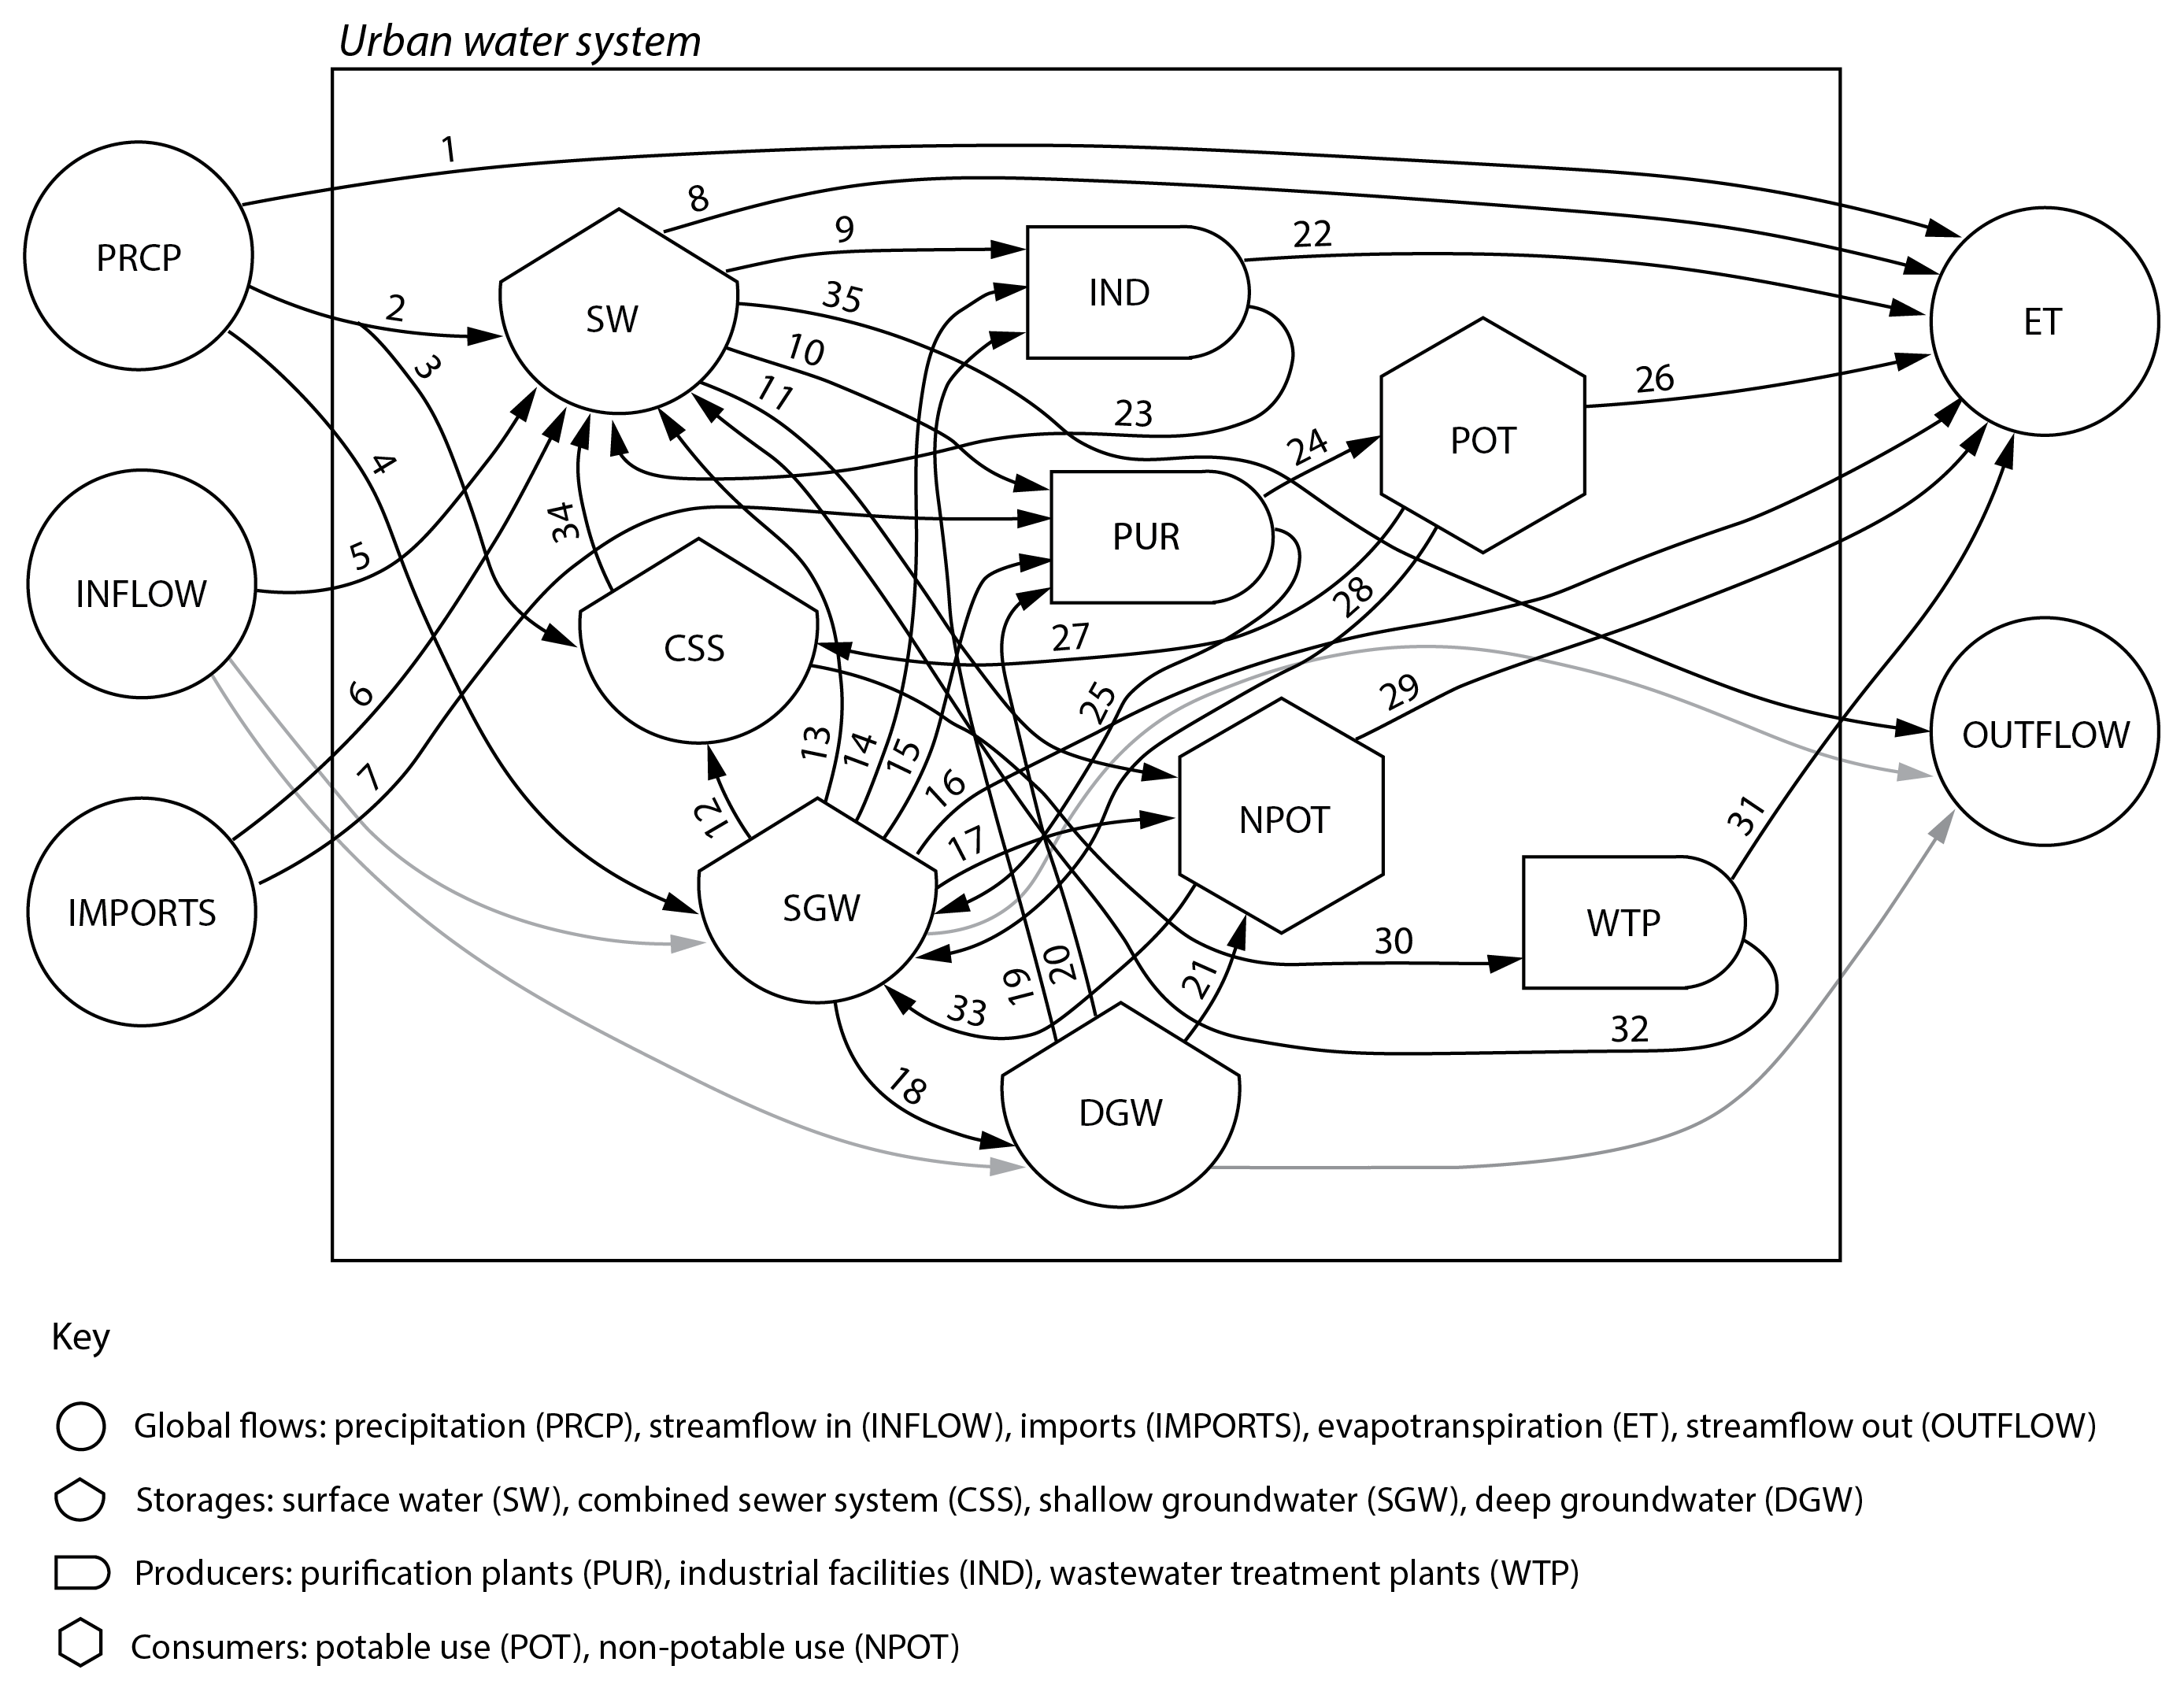 Urban water system
1
8
PRCP
9
22
IND
2
SW
35
ET
10
3
11
26
23
POT
24
4
34
5
PUR
INFLOW
28
27
CSS
6
25
29
13
14
15
7
16
OUTFLOW
12
17
NPOT
31
IMPORTS
SGW
WTP
30
20
19
21
33
32
18
DGW
Key
Global flows: precipitation (PRCP), streamflow in (INFLOW), imports (IMPORTS), evapotranspiration (ET), streamflow out (OUTFLOW)
Storages: surface water (SW), combined sewer system (CSS), shallow groundwater (SGW), deep groundwater (DGW)
Producers: purification plants (PUR), industrial facilities (IND), wastewater treatment plants (WTP)
Consumers: potable use (POT), non-potable use (NPOT)